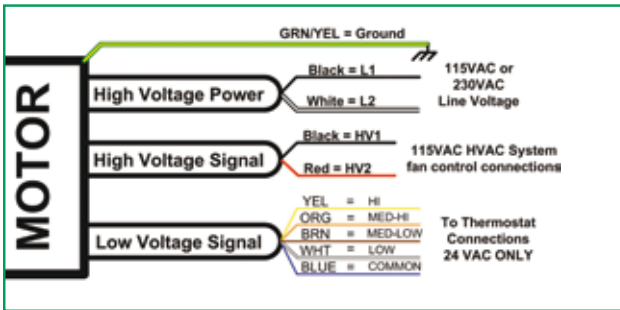 GRN/YEL = Ground
MOTOR
High Voltage Power
Black = L1
White = L2
115VAC or
230VAC
Line Voltage
High Voltage Signal
Black = HV1
Red = HV2
115VAC HVAC System
fan control connections
Low Voltage Signal
YEL = HI
ORG = MED-HI
BRN = MED-LOW
WHT = LOW
BLUE = COMMON
To Thermostat
Connections
24 VAC ONLY